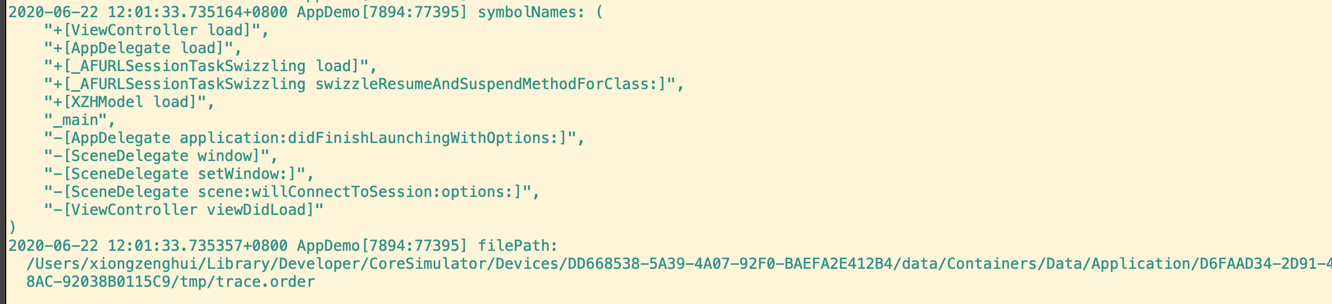 2020-06-22 12:01:33.735164+0800 AppDemo[7894:77395] symbolNames: (
    "+[ViewController load]",
    "+[AppDelegate load]",
    "+[_AFURLSessionTaskSwizzling load]",
    "+[_AFURLSessionTaskSwizzling swizzleResumeAndSuspendMethodForClass:]",
    "+[XZHModel load]",
    "_main",
    "-[AppDelegate application:didFinishLaunchingWithOptions:]",
    "-[SceneDelegate window]",
    "-[SceneDelegate setWindow:]",
    "-[SceneDelegate scene:willConnectToSession:options:]",
    "-[ViewController viewDidLoad]"
)
2020-06-22 12:01:33.735357+0800 AppDemo[7894:77395] filePath:
  /Users/xiongzenghui/Library/Developer/CoreSimulator/Devices/DD668538-5A39-4A07-92F0-BAEFA2E412B4/data/Containers/Data/Application/D6FAAD34-2D91-4
  8AC-92038B0115C9/tmp/trace.order